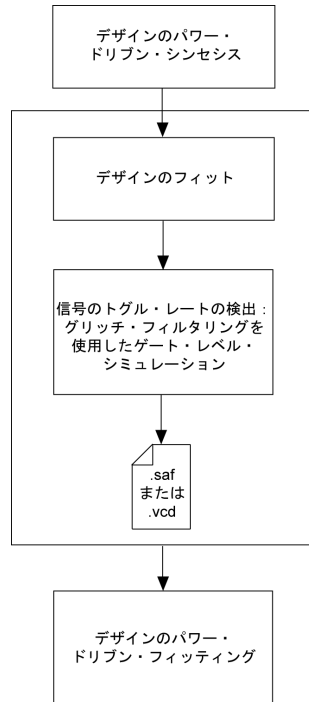 デザインのパワー・
ドリブン・シンセシス
デザインのフィット
信号のトグル・レートの検出：
グリッチ・フィルタリングを
使用したゲート・レベル・
シミュレーション
.saf
または
.vcd
デザインのパワー・
ドリブン・フィッティング